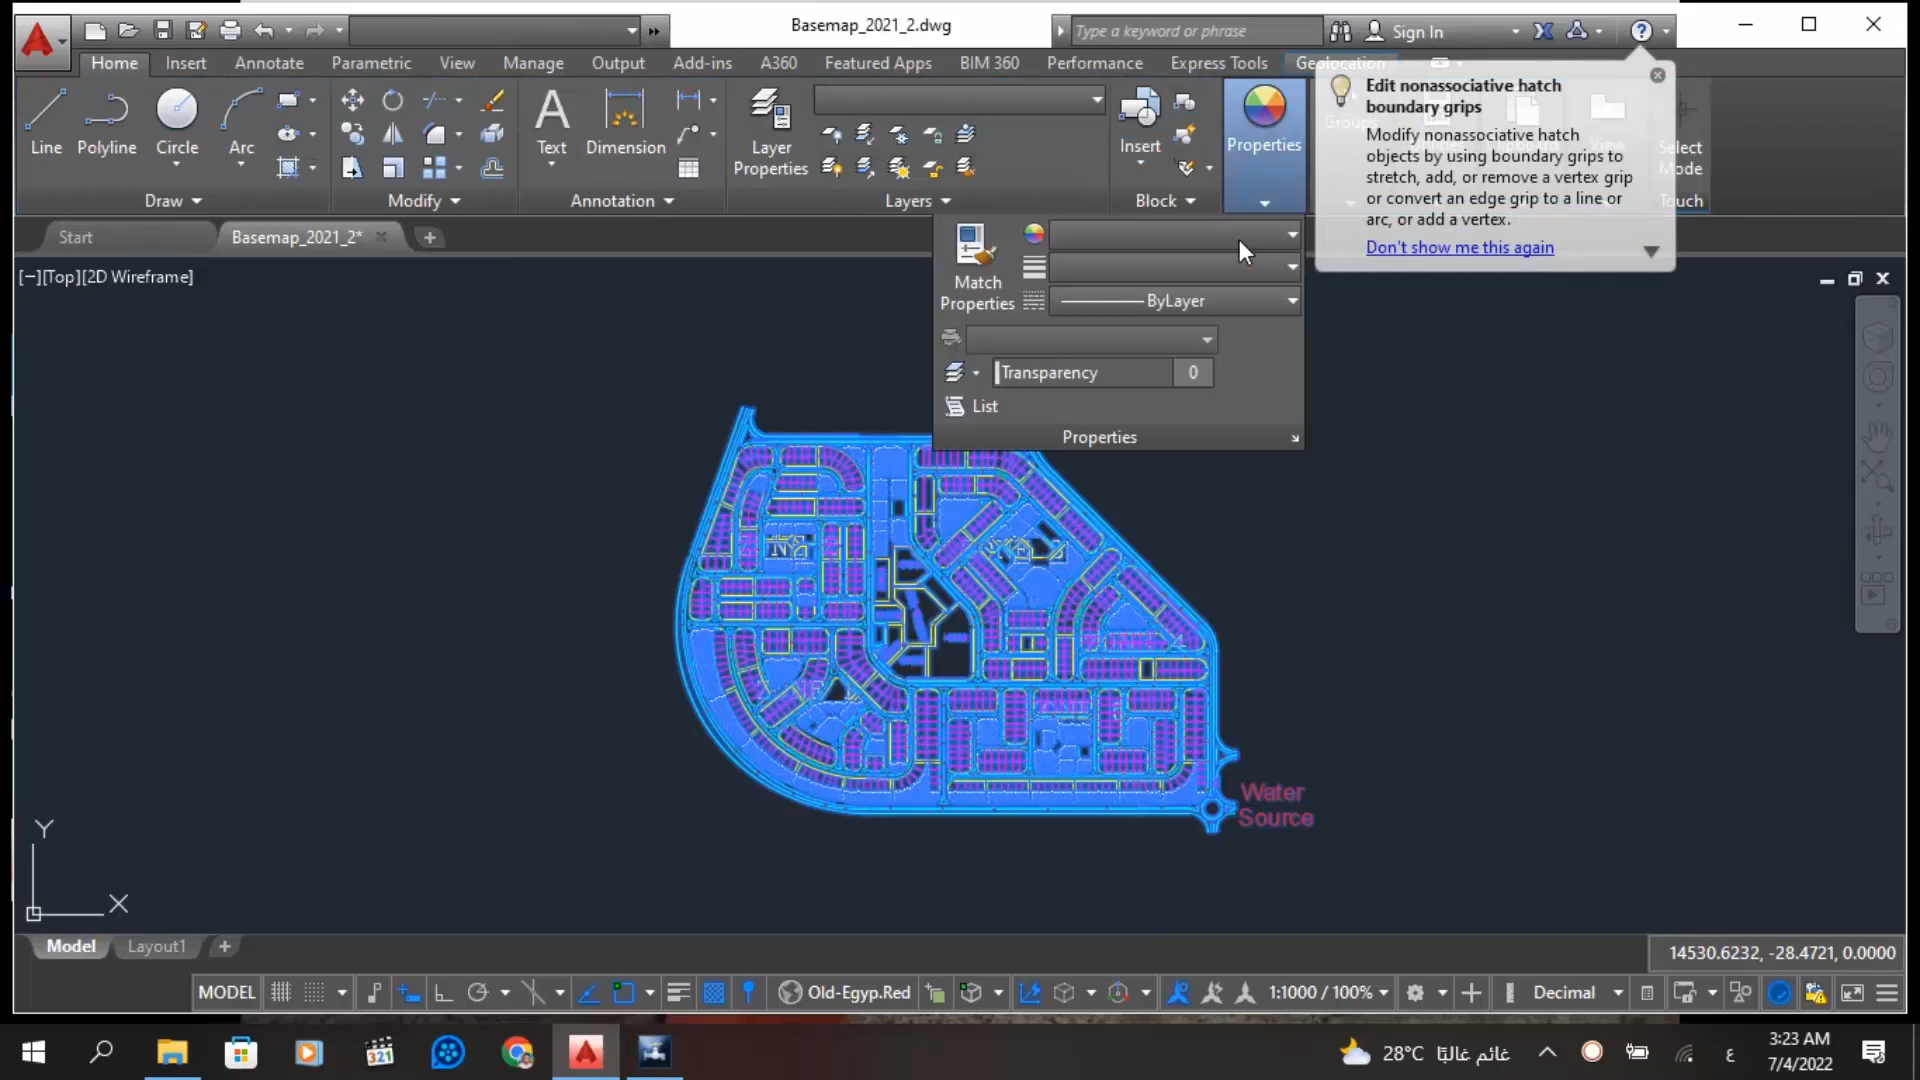 Basemap_2021_2.dwg
Type a keyword or phrase
Sign In
Home Insert Annotate Parametric View Manage Output Add-ins A360 Featured Apps BIM 360 Performance Express Tools Geolocation
Line Polyline Circle Arc
Text Dimension
Layer
Properties
Insert
Properties
Groups
Select
Mode
Draw Modify Annotation Layers Block Touch
Edit nonassociative hatch
boundary grips
Modify nonassociative hatch
objects by using boundary grips to
stretch, add, or remove a vertex grip
or convert an edge grip to a line or
arc, or add a vertex.
Don't show me this again
Start Basemap_2021_2*
[−][Top][2D Wireframe]
Match
Properties
ByLayer
Transparency 0
List
Properties
Water
Source
Y
X
Model Layout1
14530.6232, -28.4721, 0.0000
MODEL Old-Egyp.Red 1:1000 / 100% Decimal
321
28°C غائم غالبًا
ع
3:23 AM
7/4/2022